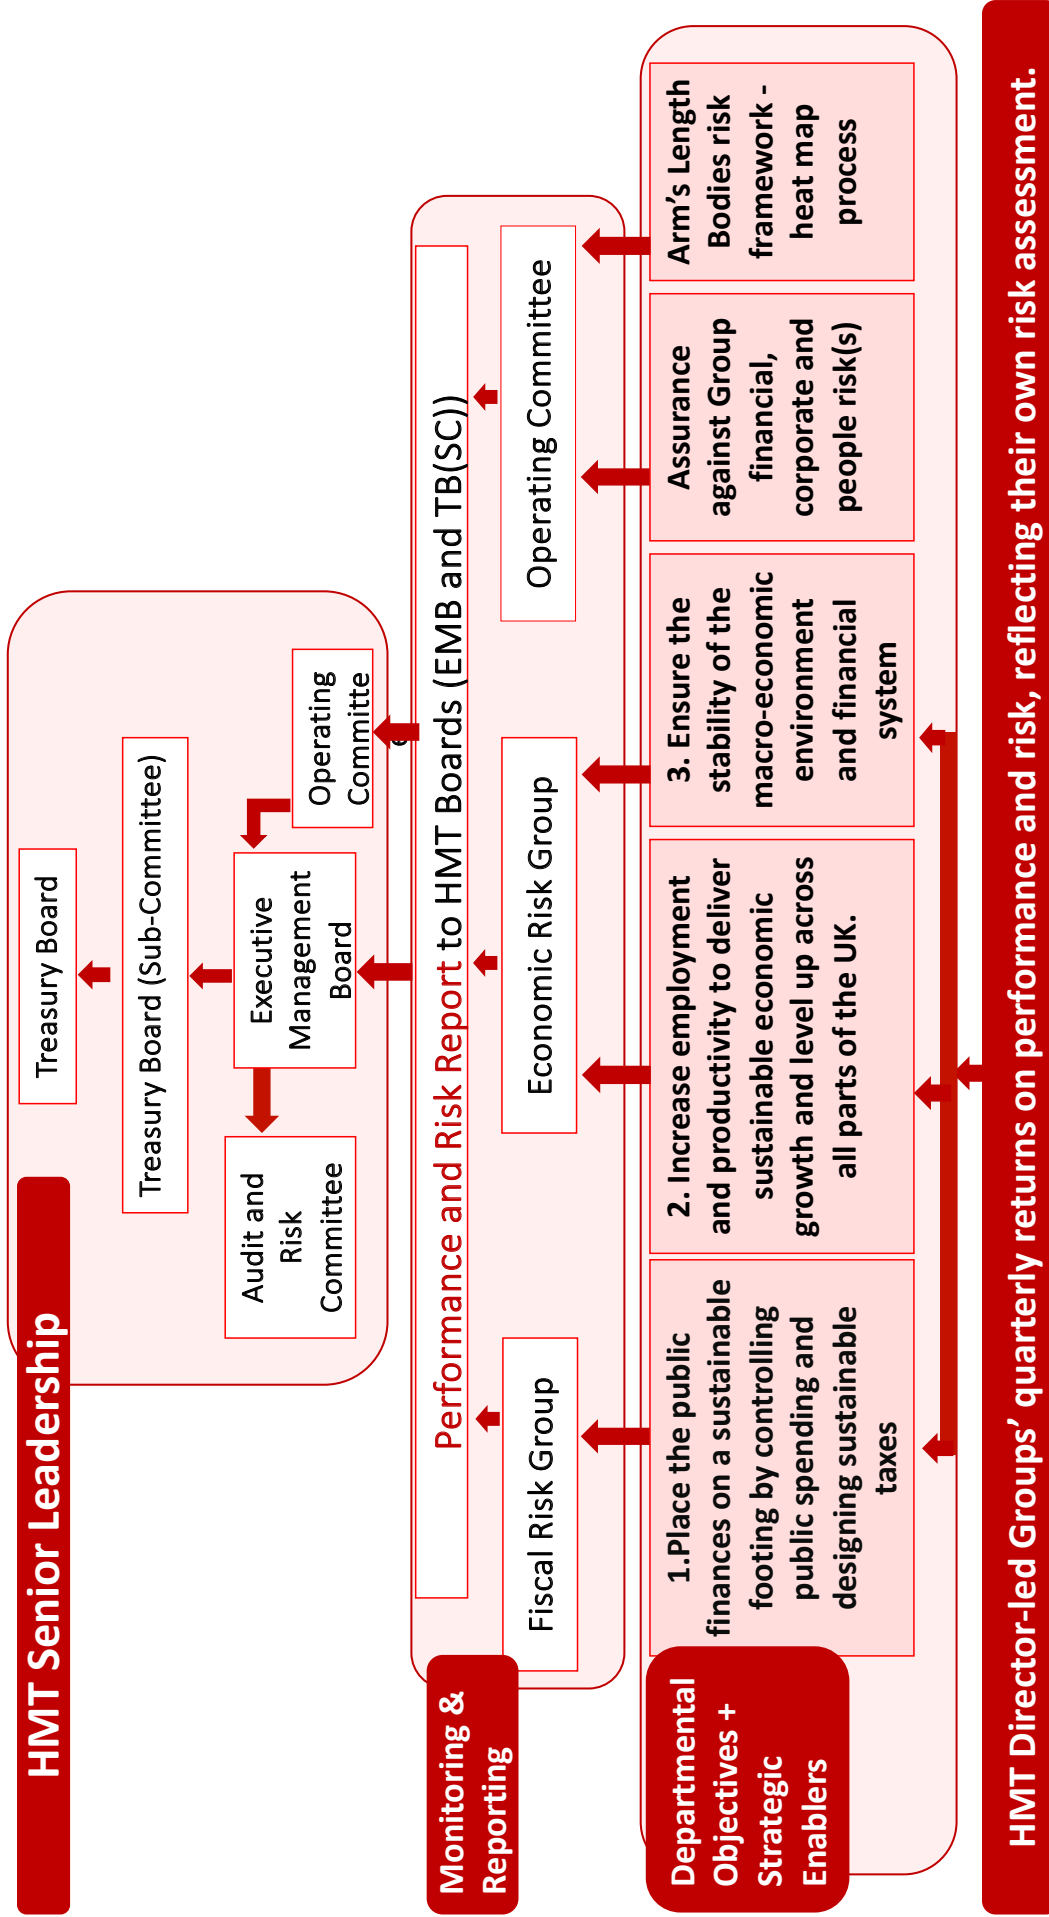 HMT Senior Leadership
Treasury Board
Treasury Board (Sub-Committee)
Audit and
Risk
Committee
Executive
Management
Board
Operating
Committe
e
Monitoring &
Reporting
Performance and Risk Report to HMT Boards (EMB and TB(SC))
Fiscal Risk Group
Economic Risk Group
Operating Committee
Departmental
Objectives +
Strategic
Enablers
1.Place the public
finances on a sustainable
footing by controlling
public spending and
designing sustainable
taxes
2. Increase employment
and productivity to deliver
sustainable economic
growth and level up across
all parts of the UK.
3. Ensure the
stability of the
macro-economic
environment
and financial
system
Assurance
against Group
financial,
corporate and
people risk(s)
Arm's Length
Bodies risk
framework -
heat map
process
HMT Director-led Groups' quarterly returns on performance and risk, reflecting their own risk assessment.